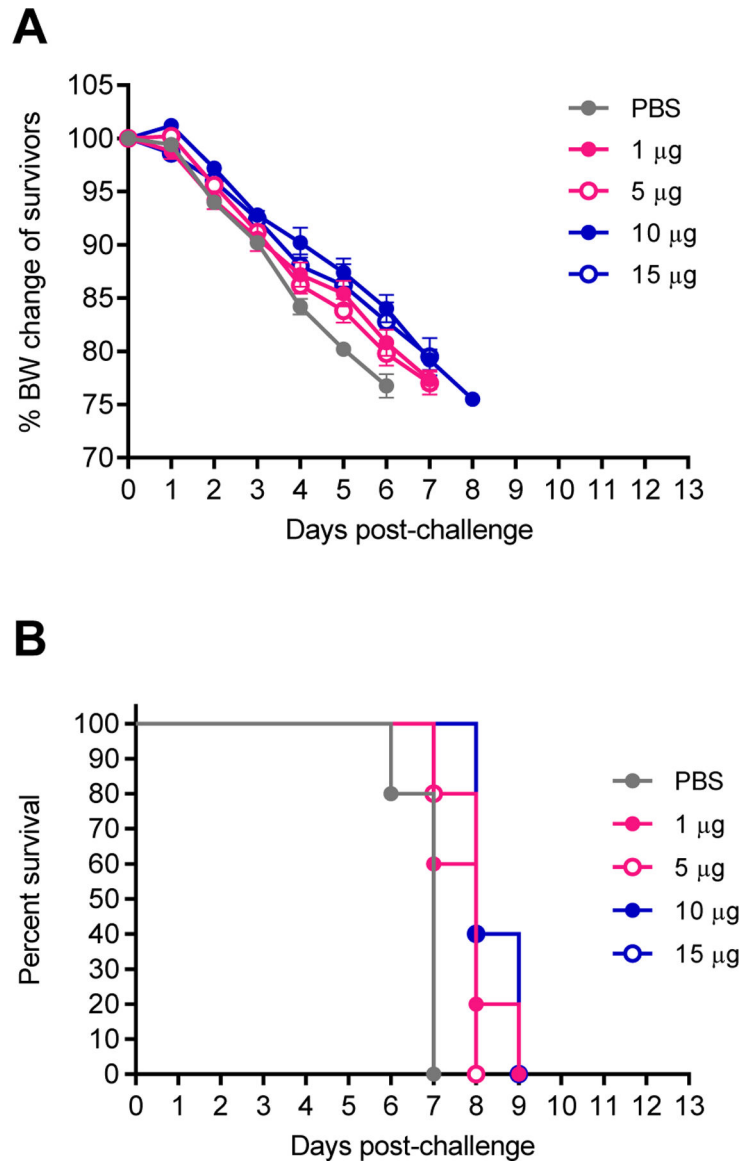 A
% BW change of survivors
105
100
95
90
85
80
75
70
0 1 2 3 4 5 6 7 8 9 10 11 12 13
Days post-challenge
PBS
1 μg
5 μg
10 μg
15 μg
B
Percent survival
100
90
80
70
60
50
40
30
20
10
0
0 1 2 3 4 5 6 7 8 9 10 11 12 13
Days post-challenge
PBS
1 μg
5 μg
10 μg
15 μg